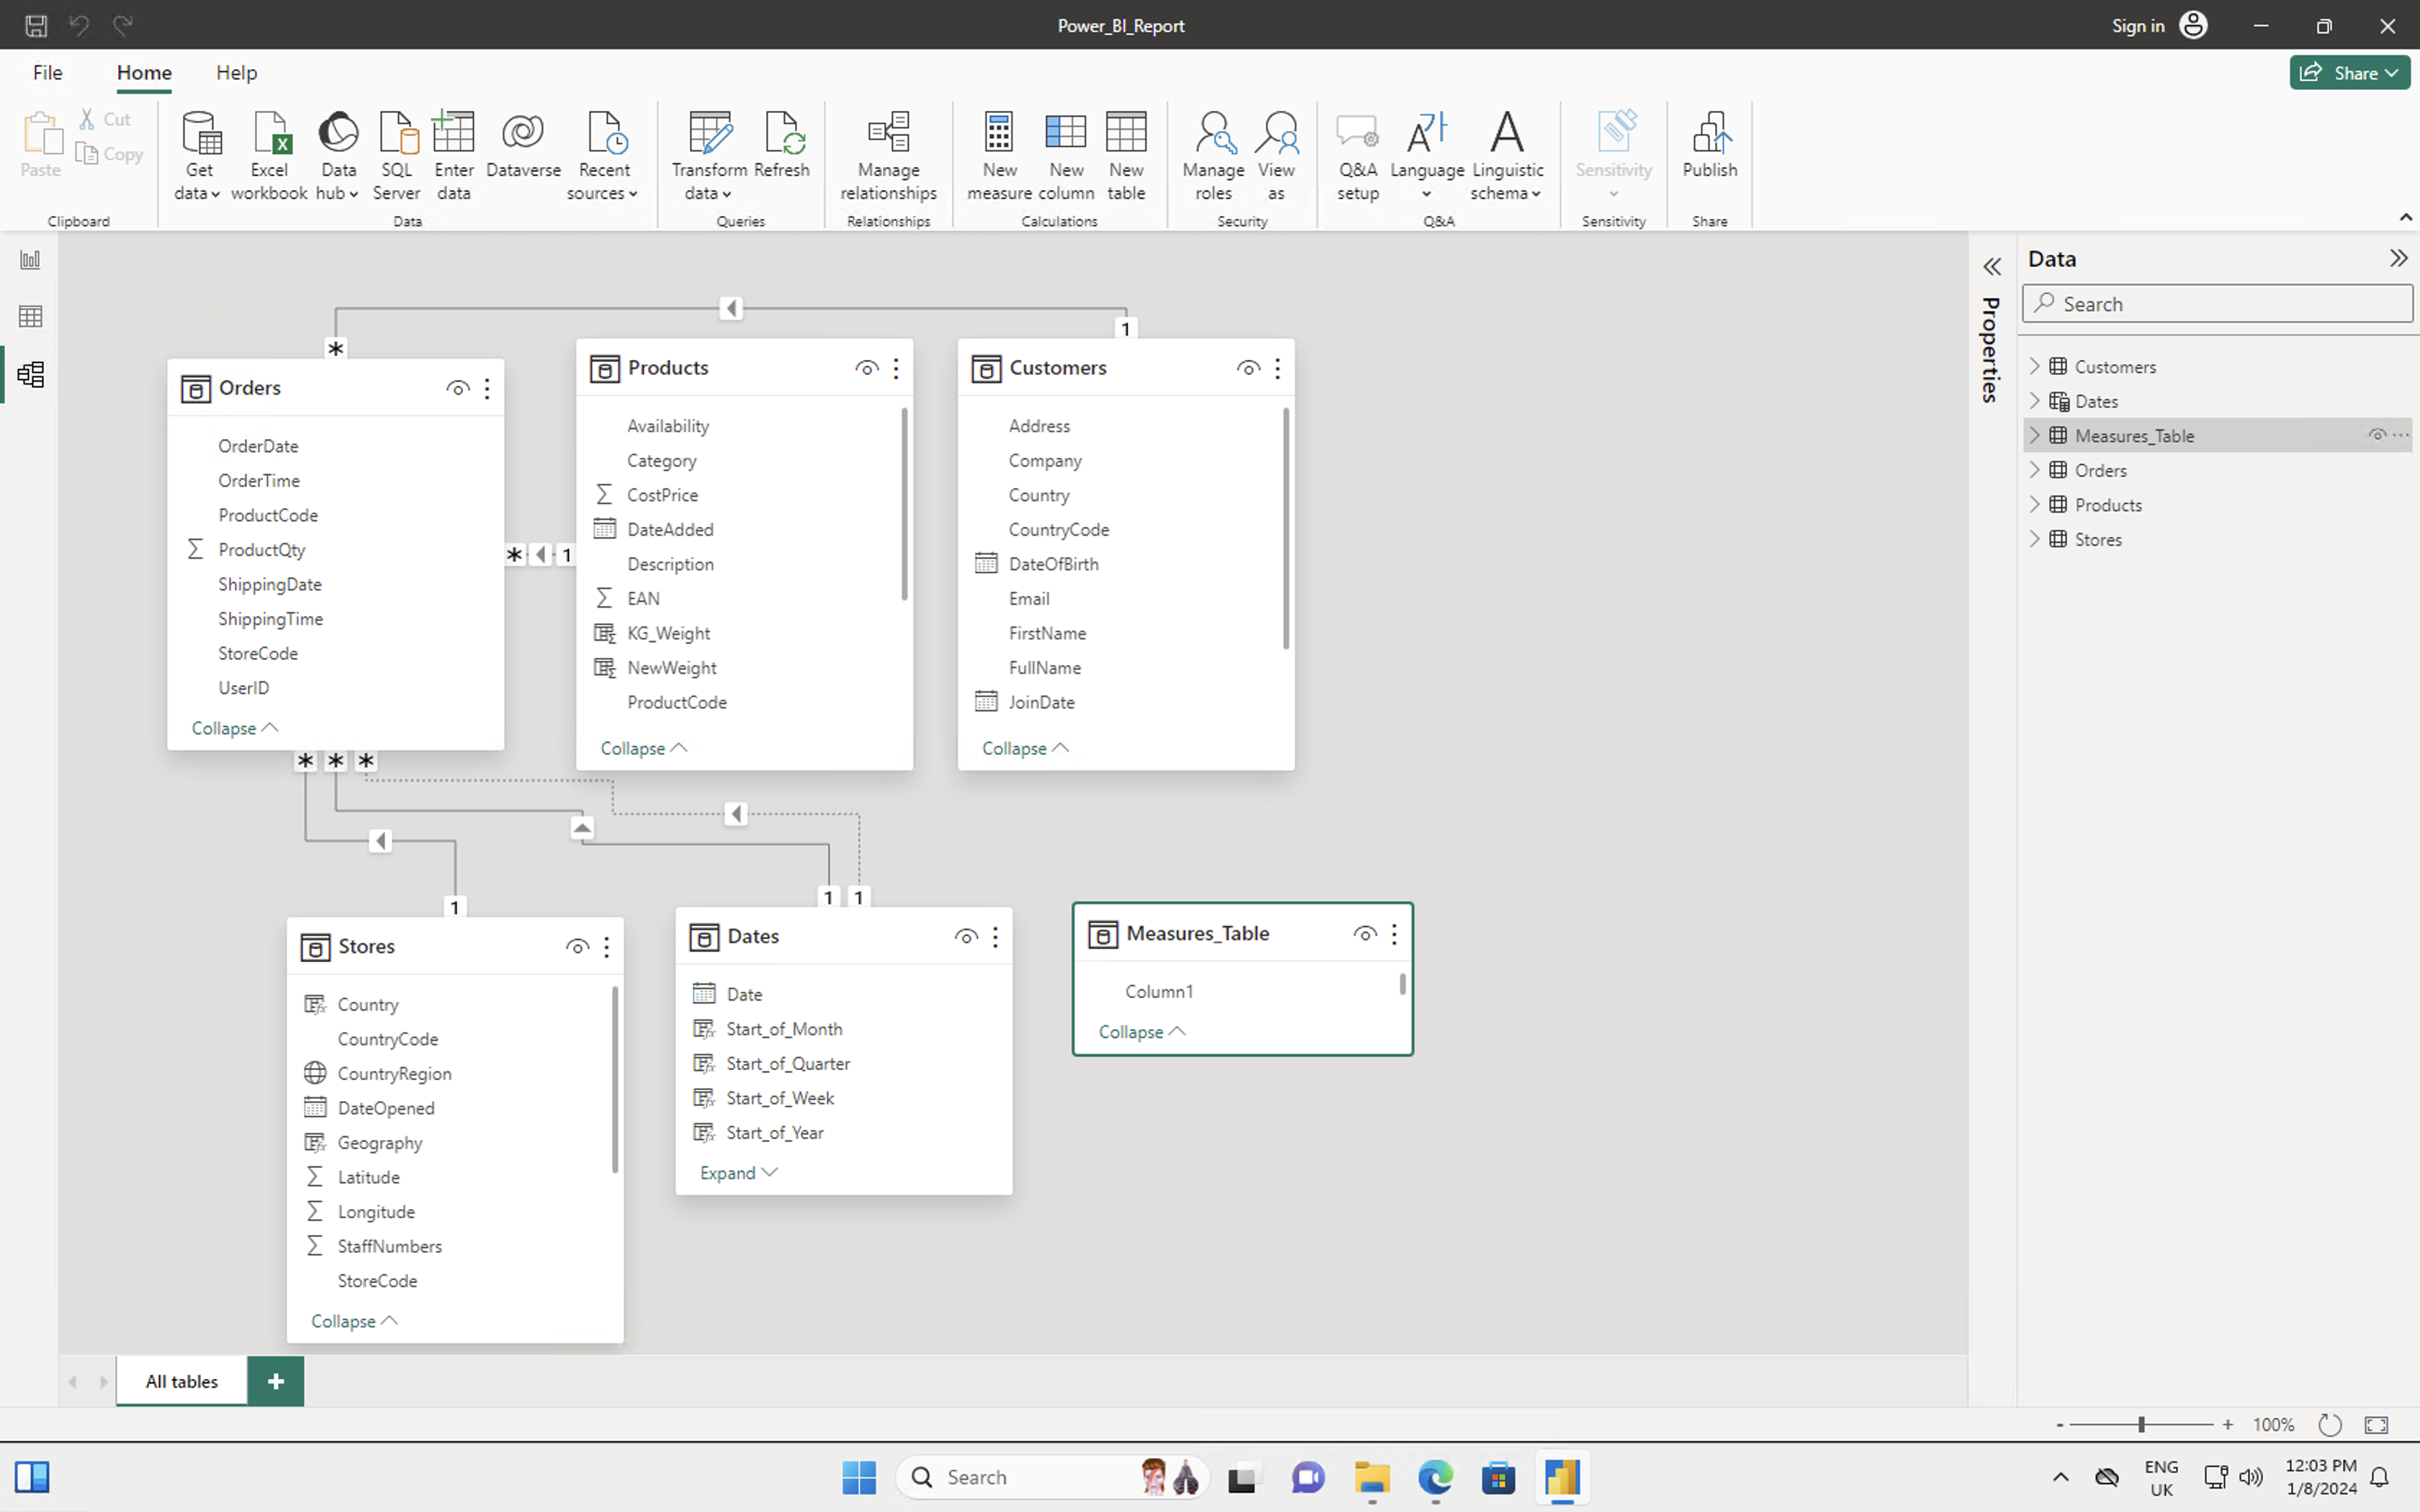 Power_BI_Report
Sign in
File
Home
Help
Share
Paste
Cut
Copy
Clipboard
Get data
Excel workbook
Data hub
SQL Server
Enter data
Dataverse
Recent sources
Data
Transform data
Refresh
Queries
Manage relationships
Relationships
New measure
New column
New table
Calculations
Manage roles
View as
Security
Q&A setup
Language
Linguistic schema
Q&A
Sensitivity
Sensitivity
Publish
Share
Properties
Data
Search
Customers
Dates
Measures_Table
Orders
Products
Stores
*
1
Orders
OrderDate
OrderTime
ProductCode
ProductQty
ShippingDate
ShippingTime
StoreCode
UserID
Collapse
* 1
Products
Availability
Category
CostPrice
DateAdded
Description
EAN
KG_Weight
NewWeight
ProductCode
Collapse
Customers
Address
Company
Country
CountryCode
DateOfBirth
Email
FirstName
FullName
JoinDate
Collapse
* * *
1
1 1
Stores
Country
CountryCode
CountryRegion
DateOpened
Geography
Latitude
Longitude
StaffNumbers
StoreCode
Collapse
Dates
Date
Start_of_Month
Start_of_Quarter
Start_of_Week
Start_of_Year
Expand
Measures_Table
Column1
Collapse
All tables
+
- + 100%
Search
ENG
UK
12:03 PM
1/8/2024